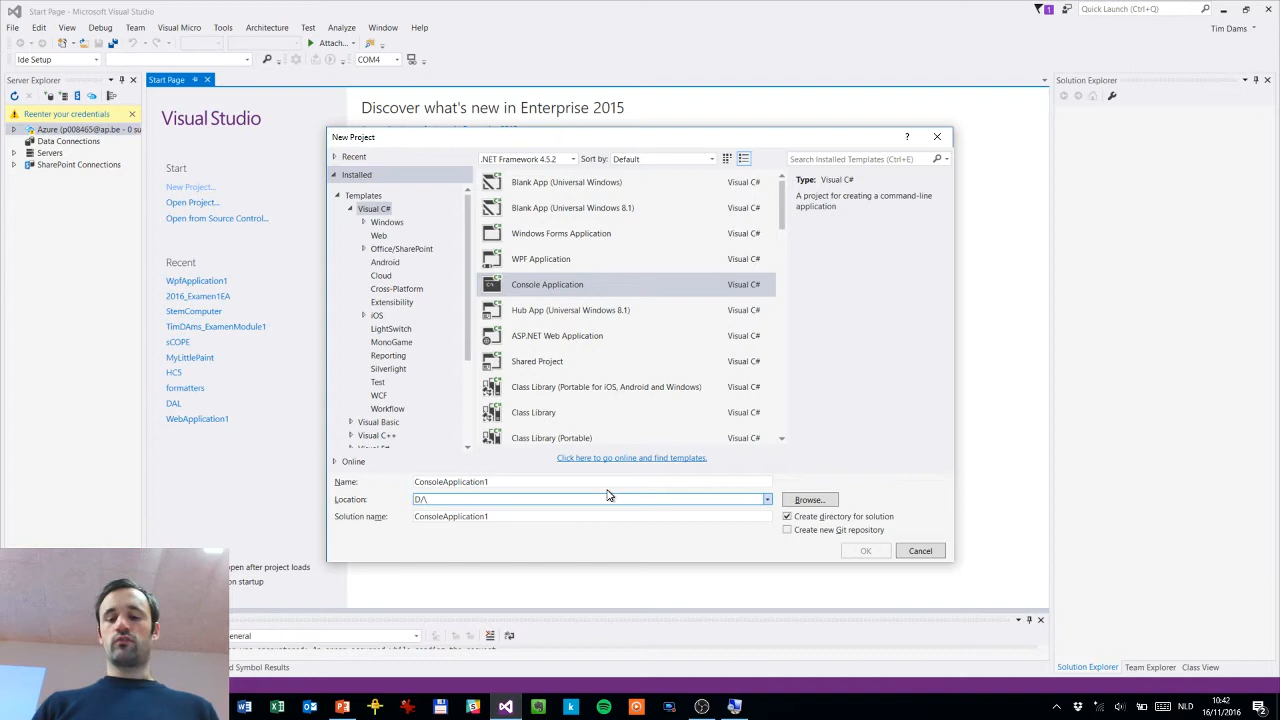 Start Page - Microsoft Visual Studio
1
Quick Launch (Ctrl+Q)
File Edit View Debug Team Visual Micro Tools Architecture Test Analyze Window Help
Tim Dams
Attach...
Ide Setup
COM4
Server Explorer
Start Page
Solution Explorer
Reenter your credentials
Azure (p008465@ap.be - 0 su
Data Connections
Servers
SharePoint Connections
Visual Studio
Discover what's new in Enterprise 2015
Start
New Project...
Open Project...
Open from Source Control...
Recent
WpfApplication1
2016_Examen1EA
StemComputer
TimDAms_ExamenModule1
sCOPE
MyLittlePaint
HC5
formatters
DAL
WebApplication1
New Project
?
Recent
Installed
.NET Framework 4.5.2
Sort by: Default
Search Installed Templates (Ctrl+E)
Templates
Visual C#
Windows
Web
Office/SharePoint
Android
Cloud
Cross-Platform
Extensibility
iOS
LightSwitch
MonoGame
Reporting
Silverlight
Test
WCF
Workflow
Visual Basic
Visual C++
Online
Blank App (Universal Windows) Visual C#
Blank App (Universal Windows 8.1) Visual C#
Windows Forms Application Visual C#
WPF Application Visual C#
Console Application Visual C#
Hub App (Universal Windows 8.1) Visual C#
ASP.NET Web Application Visual C#
Shared Project Visual C#
Class Library (Portable for iOS, Android and Windows) Visual C#
Class Library Visual C#
Class Library (Portable) Visual C#
Type: Visual C#
A project for creating a command-line
application
Click here to go online and find templates.
Name: ConsoleApplication1
Location: D/\
Browse...
Solution name: ConsoleApplication1
Create directory for solution
Create new Git repository
OK
Cancel
open after project loads
on startup
eneral
d Symbol Results
Solution Explorer Team Explorer Class View
10:42
16/11/2016